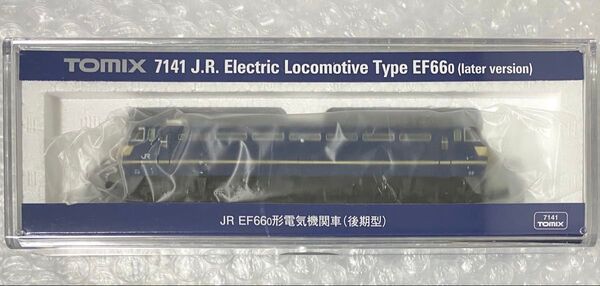 TOMIX 7141 J.R. Electric Locomotive Type EF660 (later version)
JR
JR EF660形電気機関車(後期型)
7141
TOMIX